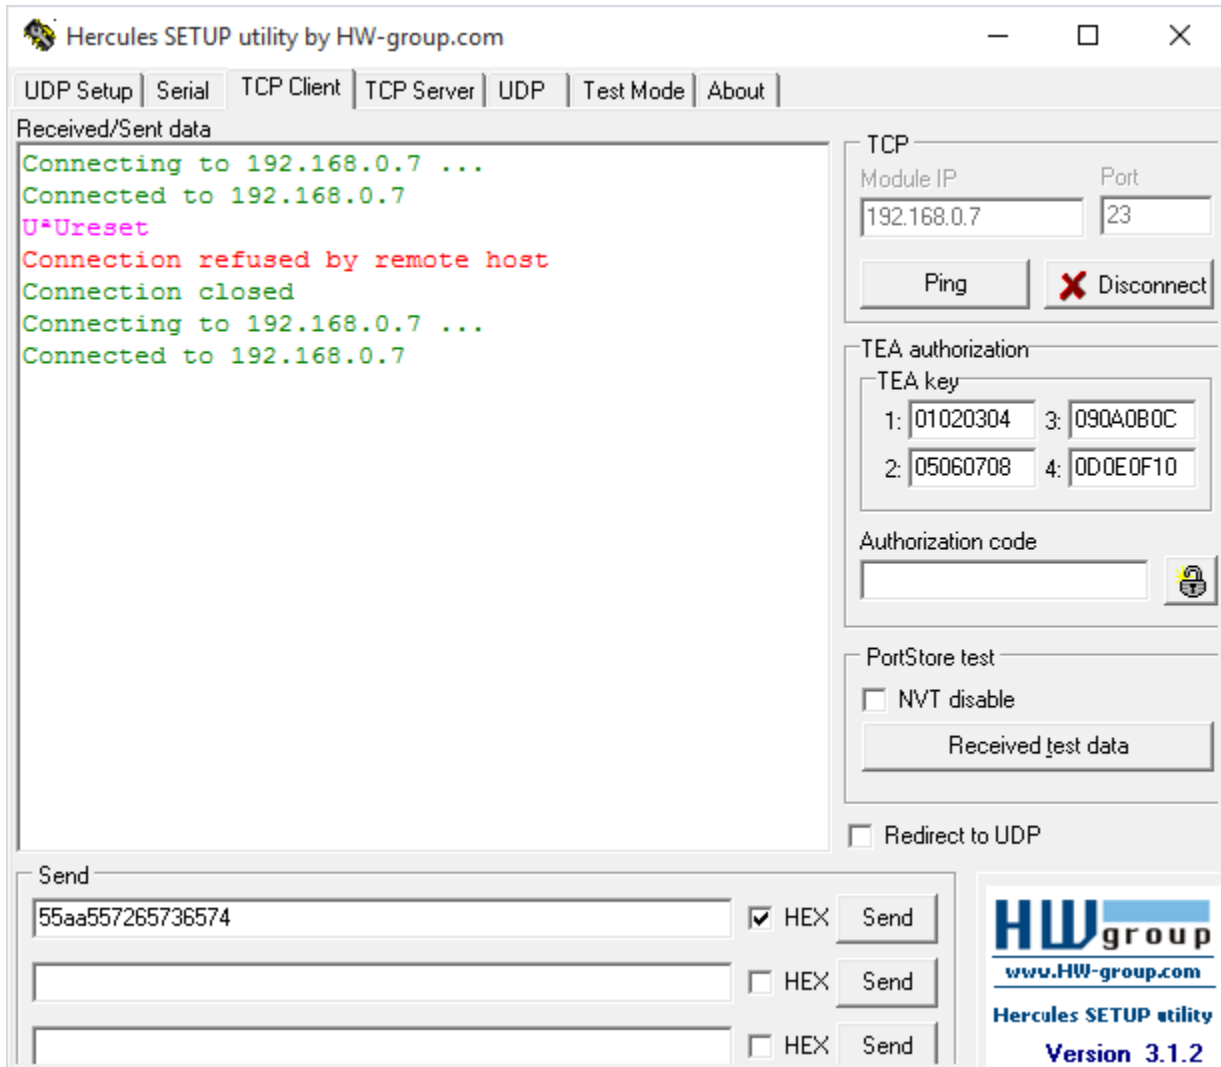 Hercules SETUP utility by HW-group.com
UDP Setup Serial TCP Client TCP Server UDP Test Mode About
Received/Sent data
Connecting to 192.168.0.7 ...
Connected to 192.168.0.7
UªUreset
Connection refused by remote host
Connection closed
Connecting to 192.168.0.7 ...
Connected to 192.168.0.7
TCP
Module IP Port
192.168.0.7 23
Ping Disconnect
TEA authorization
TEA key
1: 01020304 3: 090A0B0C
2: 05060708 4: 0D0E0F10
Authorization code
PortStore test
NVT disable
Received test data
Redirect to UDP
Send
55aa557265736574 HEX Send
HEX Send
HEX Send
HW group
www.HW-group.com
Hercules SETUP utility
Version 3.1.2